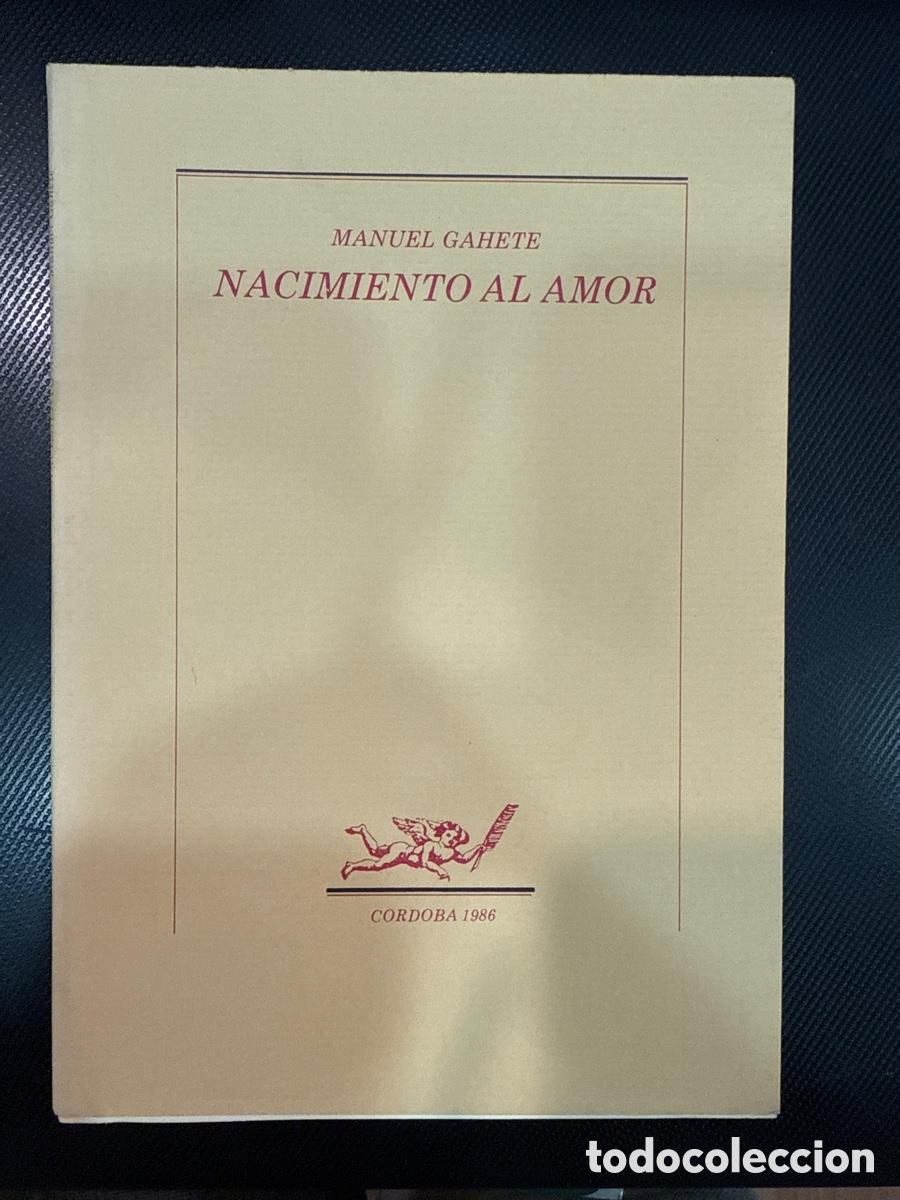 MANUEL GAHETE
NACIMIENTO AL AMOR
CORDOBA 1986
todocoleccion